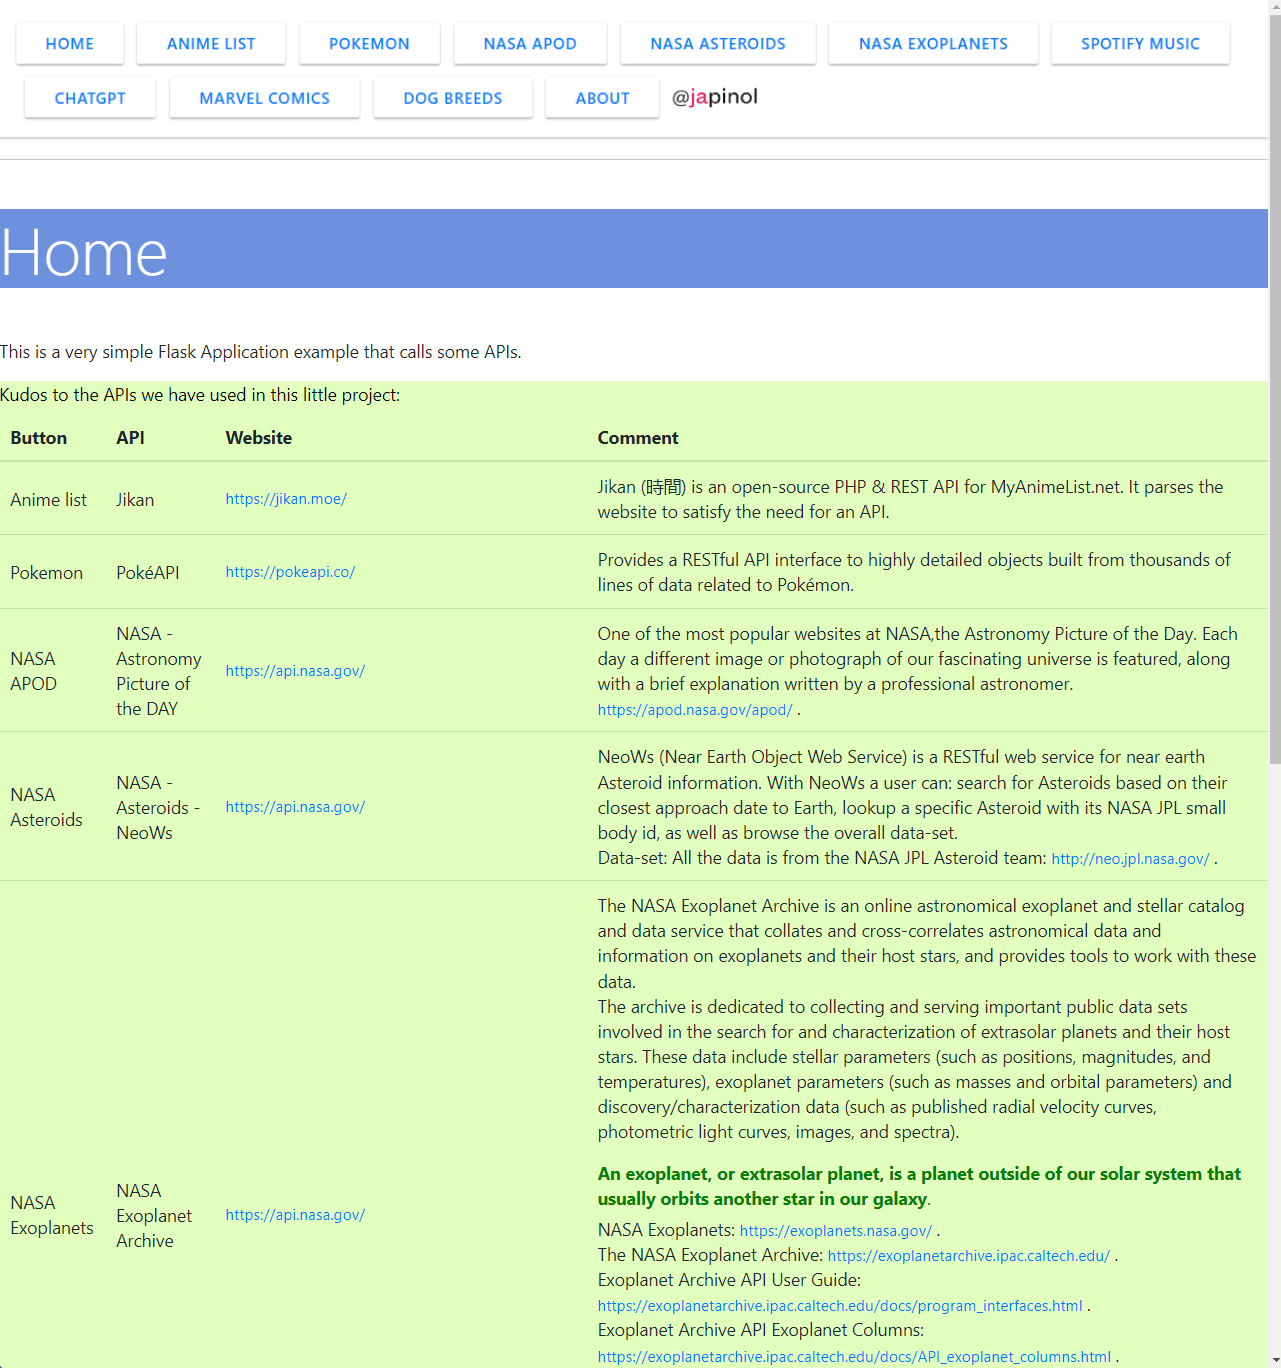 HOME ANIME LIST POKEMON NASA APOD NASA ASTEROIDS NASA EXOPLANETS SPOTIFY MUSIC
CHATGPT MARVEL COMICS DOG BREEDS ABOUT @japinol
Home
This is a very simple Flask Application example that calls some APIs.
Kudos to the APIs we have used in this little project:
Button API Website Comment
Anime list Jikan https://jikan.moe/
Jikan (時間) is an open-source PHP & REST API for MyAnimeList.net. It parses the
website to satisfy the need for an API.
Pokemon PokéAPI https://pokeapi.co/
Provides a RESTful API interface to highly detailed objects built from thousands of
lines of data related to Pokémon.
NASA
APOD
NASA -
Astronomy
Picture of
the DAY
https://api.nasa.gov/
One of the most popular websites at NASA,the Astronomy Picture of the Day. Each
day a different image or photograph of our fascinating universe is featured, along
with a brief explanation written by a professional astronomer.
https://apod.nasa.gov/apod/ .
NASA
Asteroids
NASA -
Asteroids -
NeoWs
https://api.nasa.gov/
NeoWs (Near Earth Object Web Service) is a RESTful web service for near earth
Asteroid information. With NeoWs a user can: search for Asteroids based on their
closest approach date to Earth, lookup a specific Asteroid with its NASA JPL small
body id, as well as browse the overall data-set.
Data-set: All the data is from the NASA JPL Asteroid team: http://neo.jpl.nasa.gov/ .
NASA
Exoplanets
NASA
Exoplanet
Archive
https://api.nasa.gov/
The NASA Exoplanet Archive is an online astronomical exoplanet and stellar catalog
and data service that collates and cross-correlates astronomical data and
information on exoplanets and their host stars, and provides tools to work with these
data.
The archive is dedicated to collecting and serving important public data sets
involved in the search for and characterization of extrasolar planets and their host
stars. These data include stellar parameters (such as positions, magnitudes, and
temperatures), exoplanet parameters (such as masses and orbital parameters) and
discovery/characterization data (such as published radial velocity curves,
photometric light curves, images, and spectra).
An exoplanet, or extrasolar planet, is a planet outside of our solar system that
usually orbits another star in our galaxy.
NASA Exoplanets: https://exoplanets.nasa.gov/ .
The NASA Exoplanet Archive: https://exoplanetarchive.ipac.caltech.edu/ .
Exoplanet Archive API User Guide:
https://exoplanetarchive.ipac.caltech.edu/docs/program_interfaces.html .
Exoplanet Archive API Exoplanet Columns:
https://exoplanetarchive.ipac.caltech.edu/docs/API_exoplanet_columns.html .